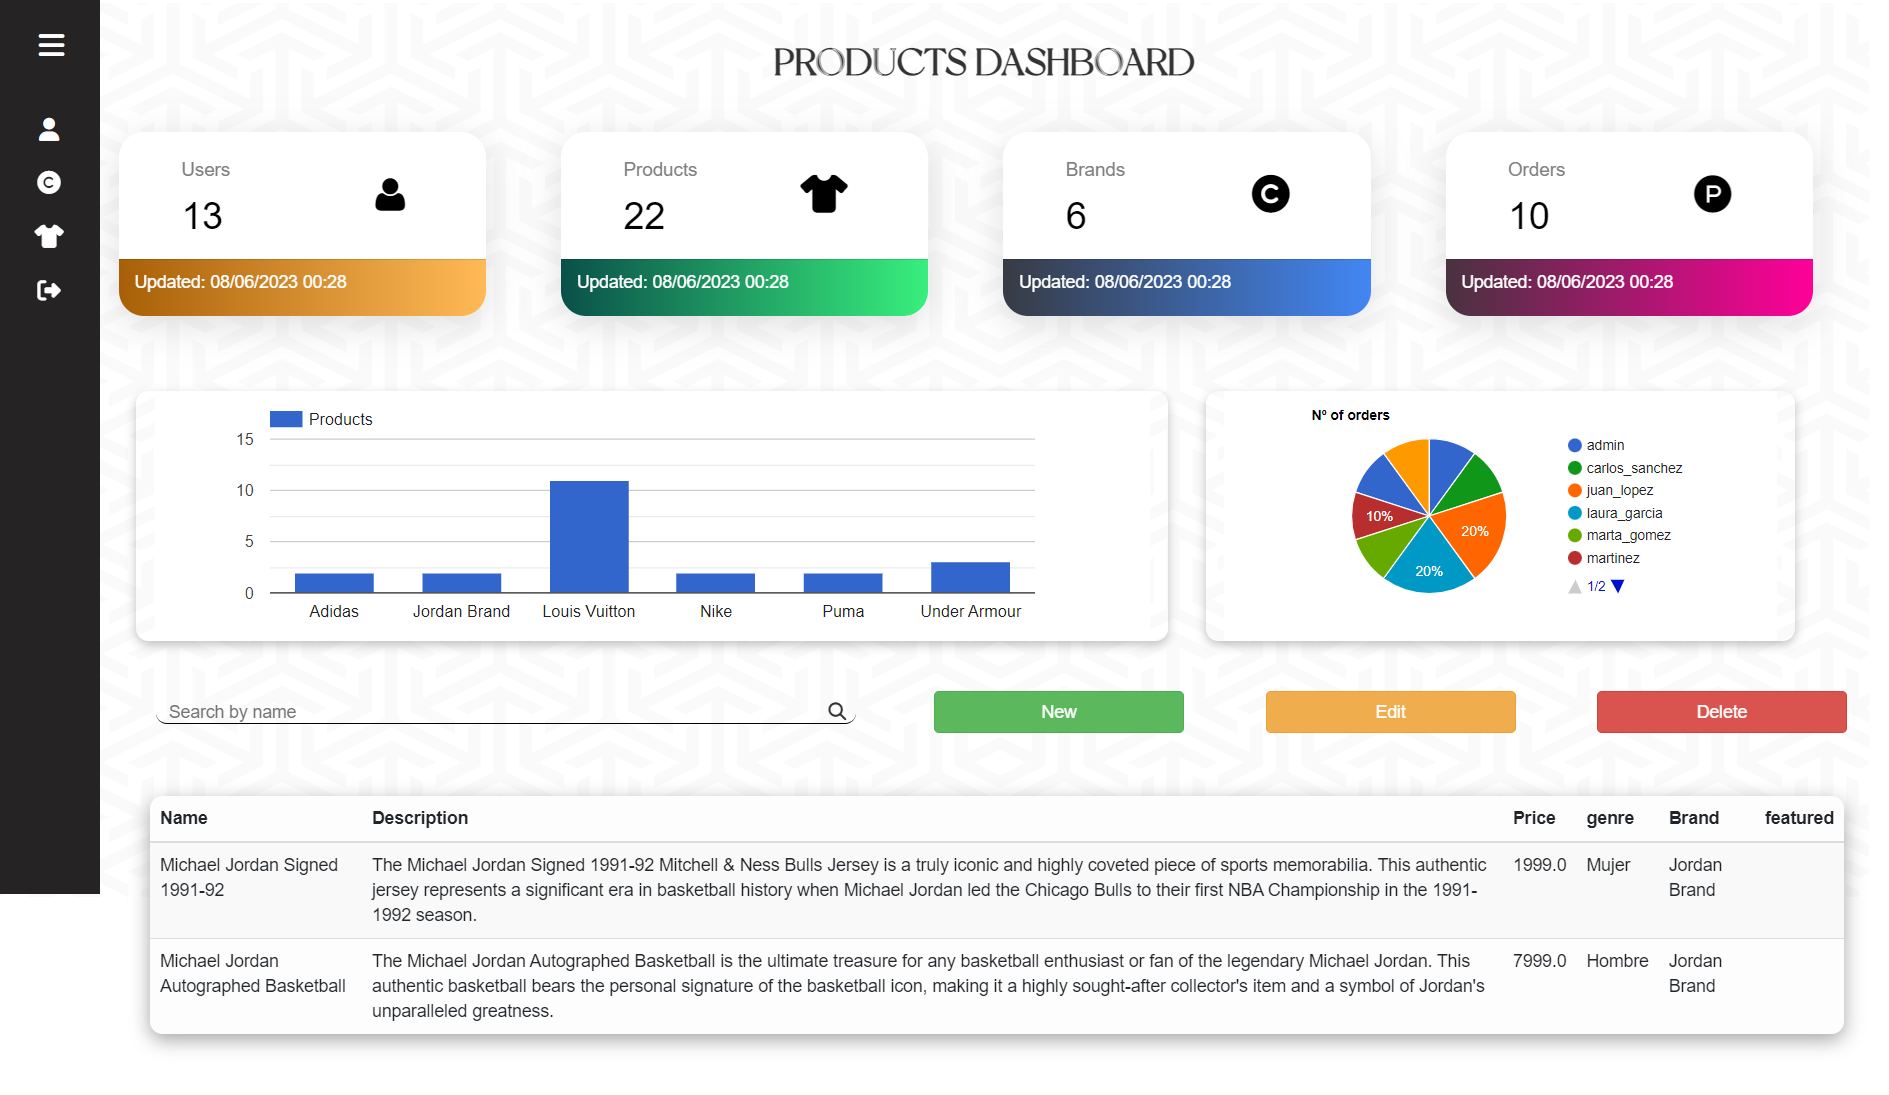 PRODUCTS DASHBOARD
Users
13
Updated: 08/06/2023 00:28
Products
22
Updated: 08/06/2023 00:28
Brands
6
Updated: 08/06/2023 00:28
Orders
10
Updated: 08/06/2023 00:28
Products
15
10
5
0
Adidas
Jordan Brand
Louis Vuitton
Nike
Puma
Under Armour
Nº of orders
10%
20%
20%
admin
carlos_sanchez
juan_lopez
laura_garcia
marta_gomez
martinez
1/2
Search by name
New
Edit
Delete
Name Description Price genre Brand featured
Michael Jordan Signed
1991-92
The Michael Jordan Signed 1991-92 Mitchell & Ness Bulls Jersey is a truly iconic and highly coveted piece of sports memorabilia. This authentic
jersey represents a significant era in basketball history when Michael Jordan led the Chicago Bulls to their first NBA Championship in the 1991-
1992 season.
1999.0
Mujer
Jordan
Brand
Michael Jordan
Autographed Basketball
The Michael Jordan Autographed Basketball is the ultimate treasure for any basketball enthusiast or fan of the legendary Michael Jordan. This
authentic basketball bears the personal signature of the basketball icon, making it a highly sought-after collector's item and a symbol of Jordan's
unparalleled greatness.
7999.0
Hombre
Jordan
Brand